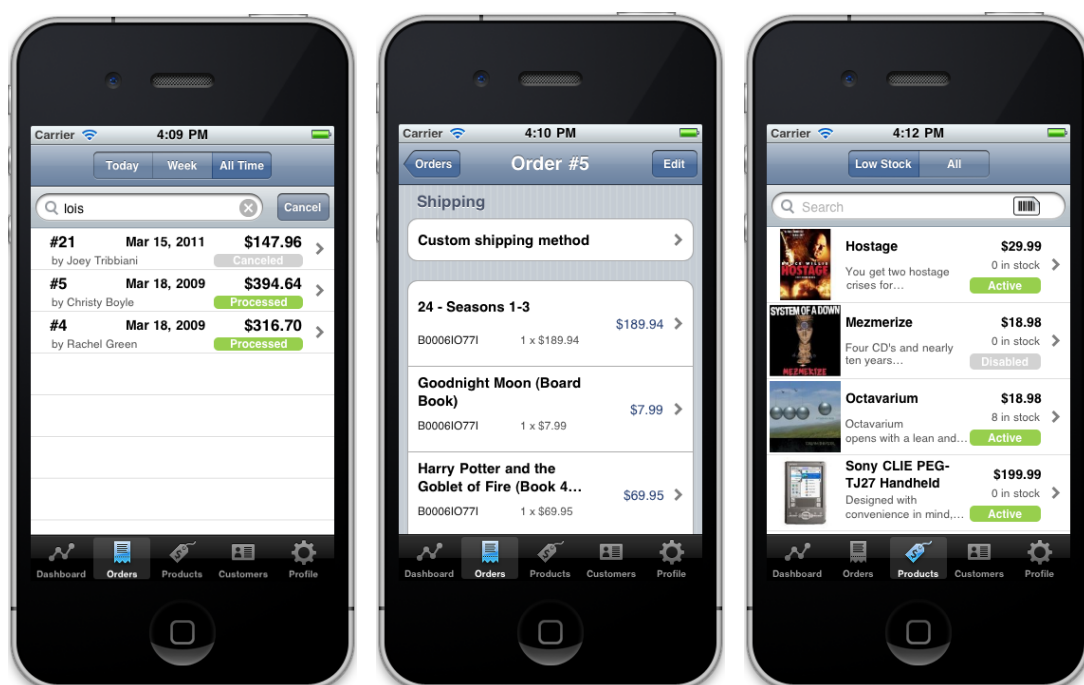 Carrier 4:09 PM
Today Week All Time
lois Cancel
#21 Mar 15, 2011 $147.96
by Joey Tribbiani Canceled
#5 Mar 18, 2009 $394.64
by Christy Boyle Processed
#4 Mar 18, 2009 $316.70
by Rachel Green Processed
Dashboard Orders Products Customers Profile
Carrier 4:10 PM
Orders Order #5 Edit
Shipping
Custom shipping method
24 - Seasons 1-3
$189.94
B0006IO77I 1 x $189.94
Goodnight Moon (Board
Book)
$7.99
B0006IO77I 1 x $7.99
Harry Potter and the
Goblet of Fire (Book 4...
$69.95
B0006IO77I 1 x $69.95
Dashboard Orders Products Customers Profile
Carrier 4:12 PM
Low Stock All
Search
BRUCE WILLIS
HOSTAGE
Hostage $29.99
0 in stock
You get two hostage
crises for...
Active
SYSTEM OF A DOWN
MEZMERIZE
Mezmerize $18.98
0 in stock
Four CD's and nearly
ten years...
Disabled
Octavarium $18.98
8 in stock
Octavarium
opens with a lean and...
Active
Sony CLIE PEG-
TJ27 Handheld
$199.99
0 in stock
Designed with
convenience in mind,...
Active
Dashboard Orders Products Customers Profile